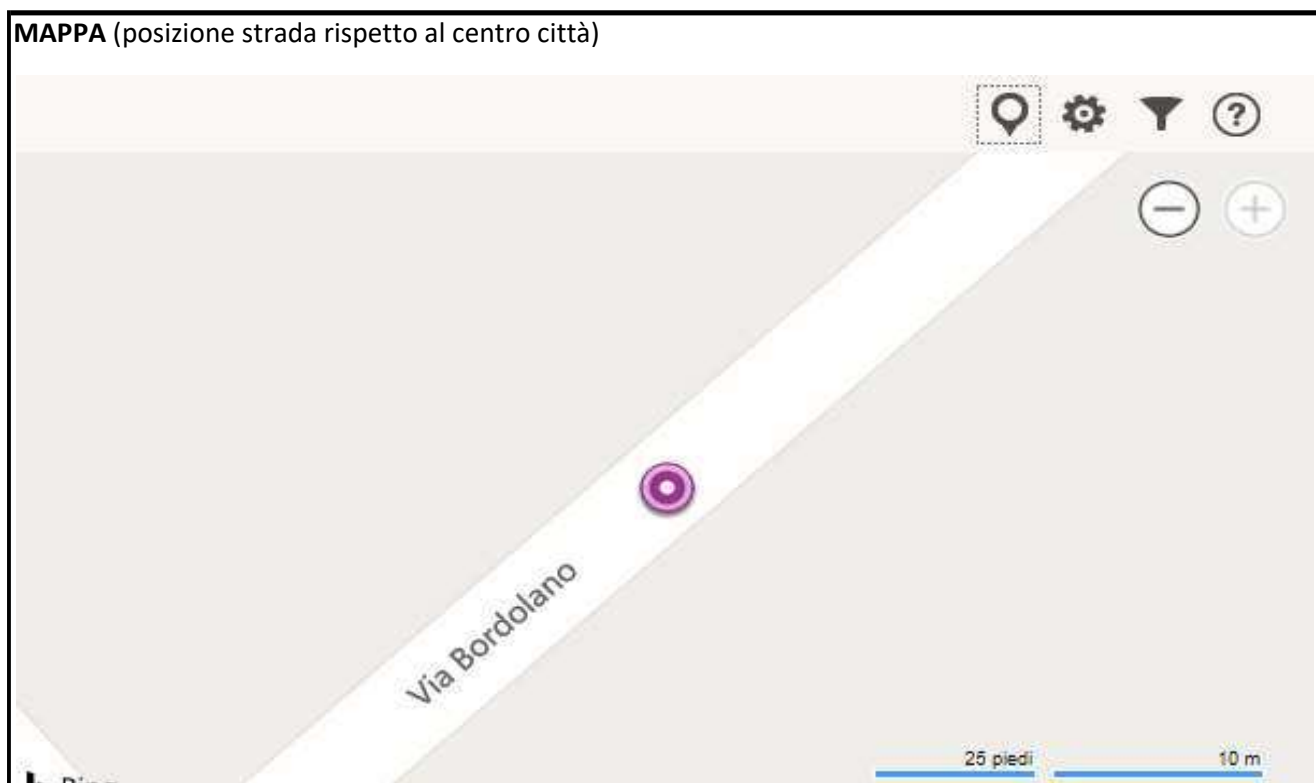 MAPPA (posizione strada rispetto al centro città)
?
Via Bordolano
25 piedi 10 m